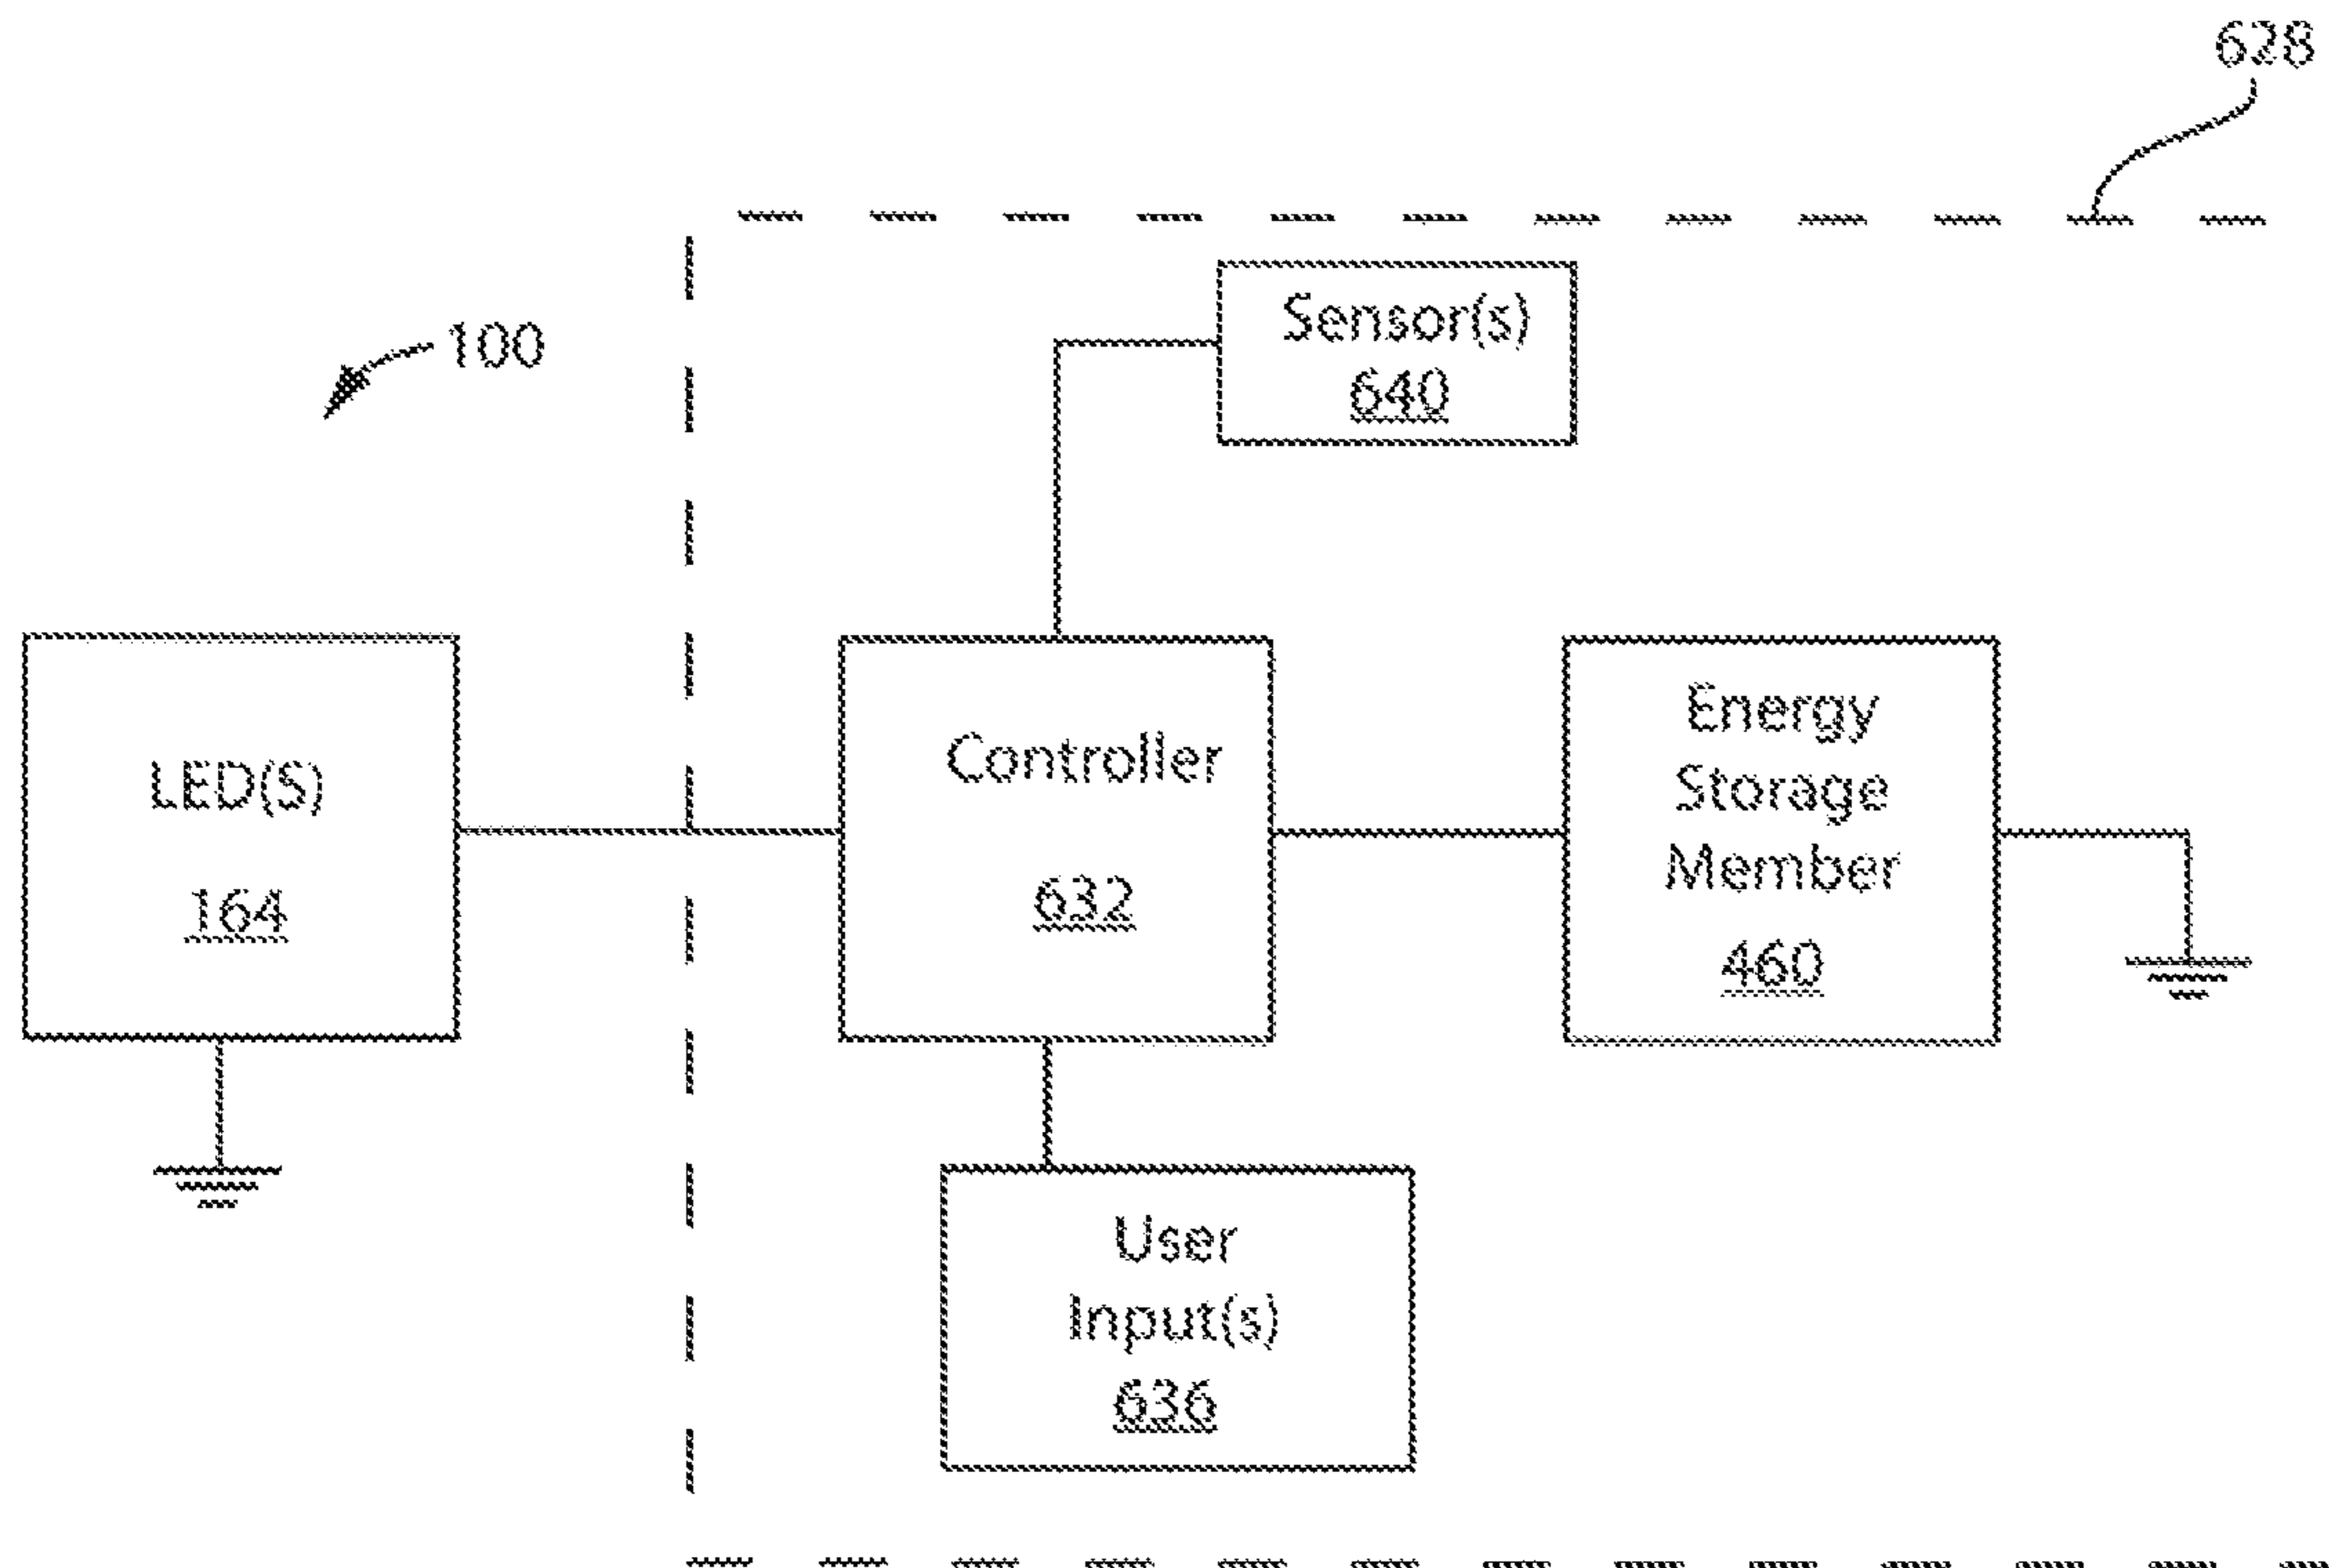 628
100
Sensor(s)
640
LED(S)
164
Controller
632
Energy
Storage
Member
460
User
Input(s)
636